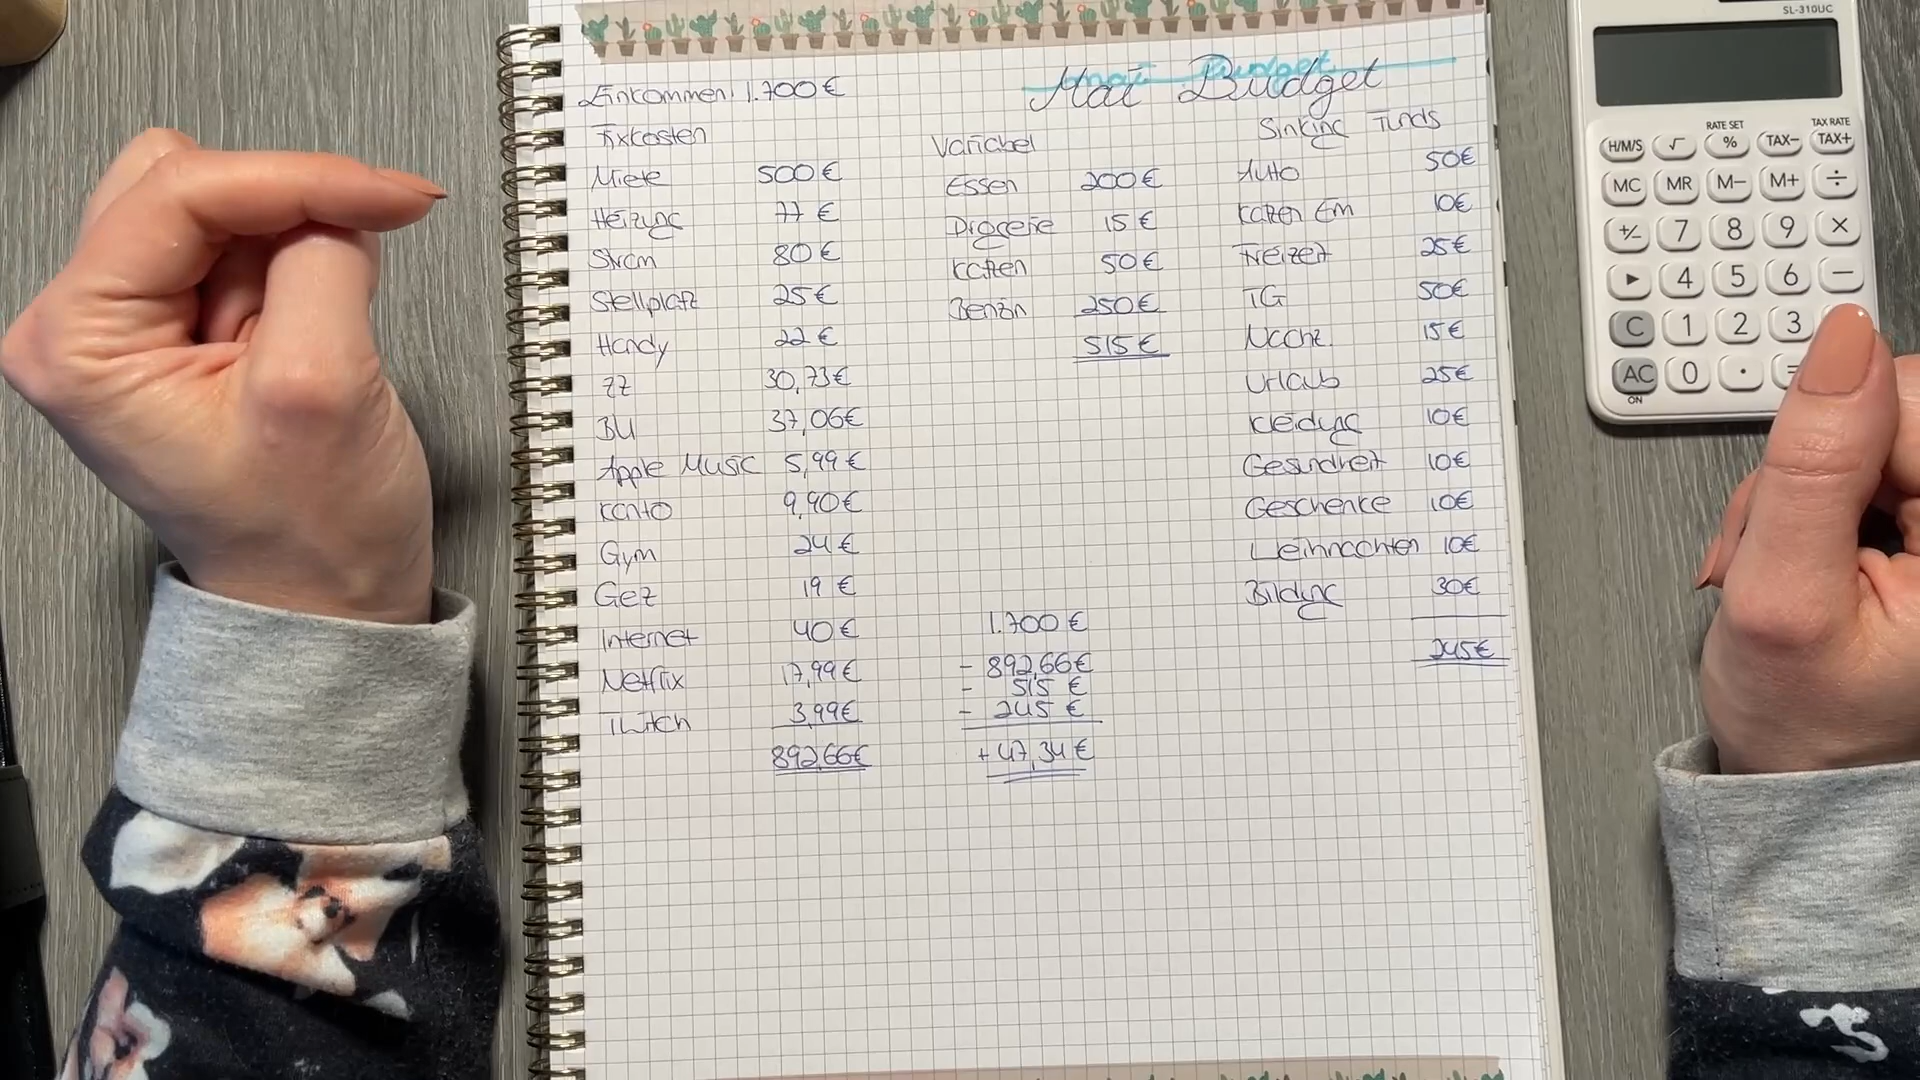 SL-310UC
Mai Budget
Einkommen: 1.700€
Fixkosten
Miete 500€
Heizung 77€
Strom 80€
Stellplatz 25€
Handy 22€
ZZ 30,73€
BU 37,06€
Apple Music 5,99€
Konto 9,90€
Gym 24€
Gez 19€
Internet 40€
Netflix 17,99€
Twitch 3,99€
892,66€
Variabel
Essen 200€
Drogerie 15€
Katzen 50€
Benzin 250€
515€
1.700€
- 892,66€
- 515€
- 245€
+ 47,34€
Sinking Funds
Auto 50€
Katzen Em 10€
Freizeit 25€
TG 50€
Nachz. 15€
Urlaub 25€
Kleidung 10€
Gesundheit 10€
Geschenke 10€
Weihnachten 10€
Bildung 30€
245€
RATE SET TAX RATE
H/M/S √ % TAX- TAX+
MC MR M- M+ ÷
+/- 7 8 9 ×
▶ 4 5 6 −
C 1 2 3
AC 0 · =
ON